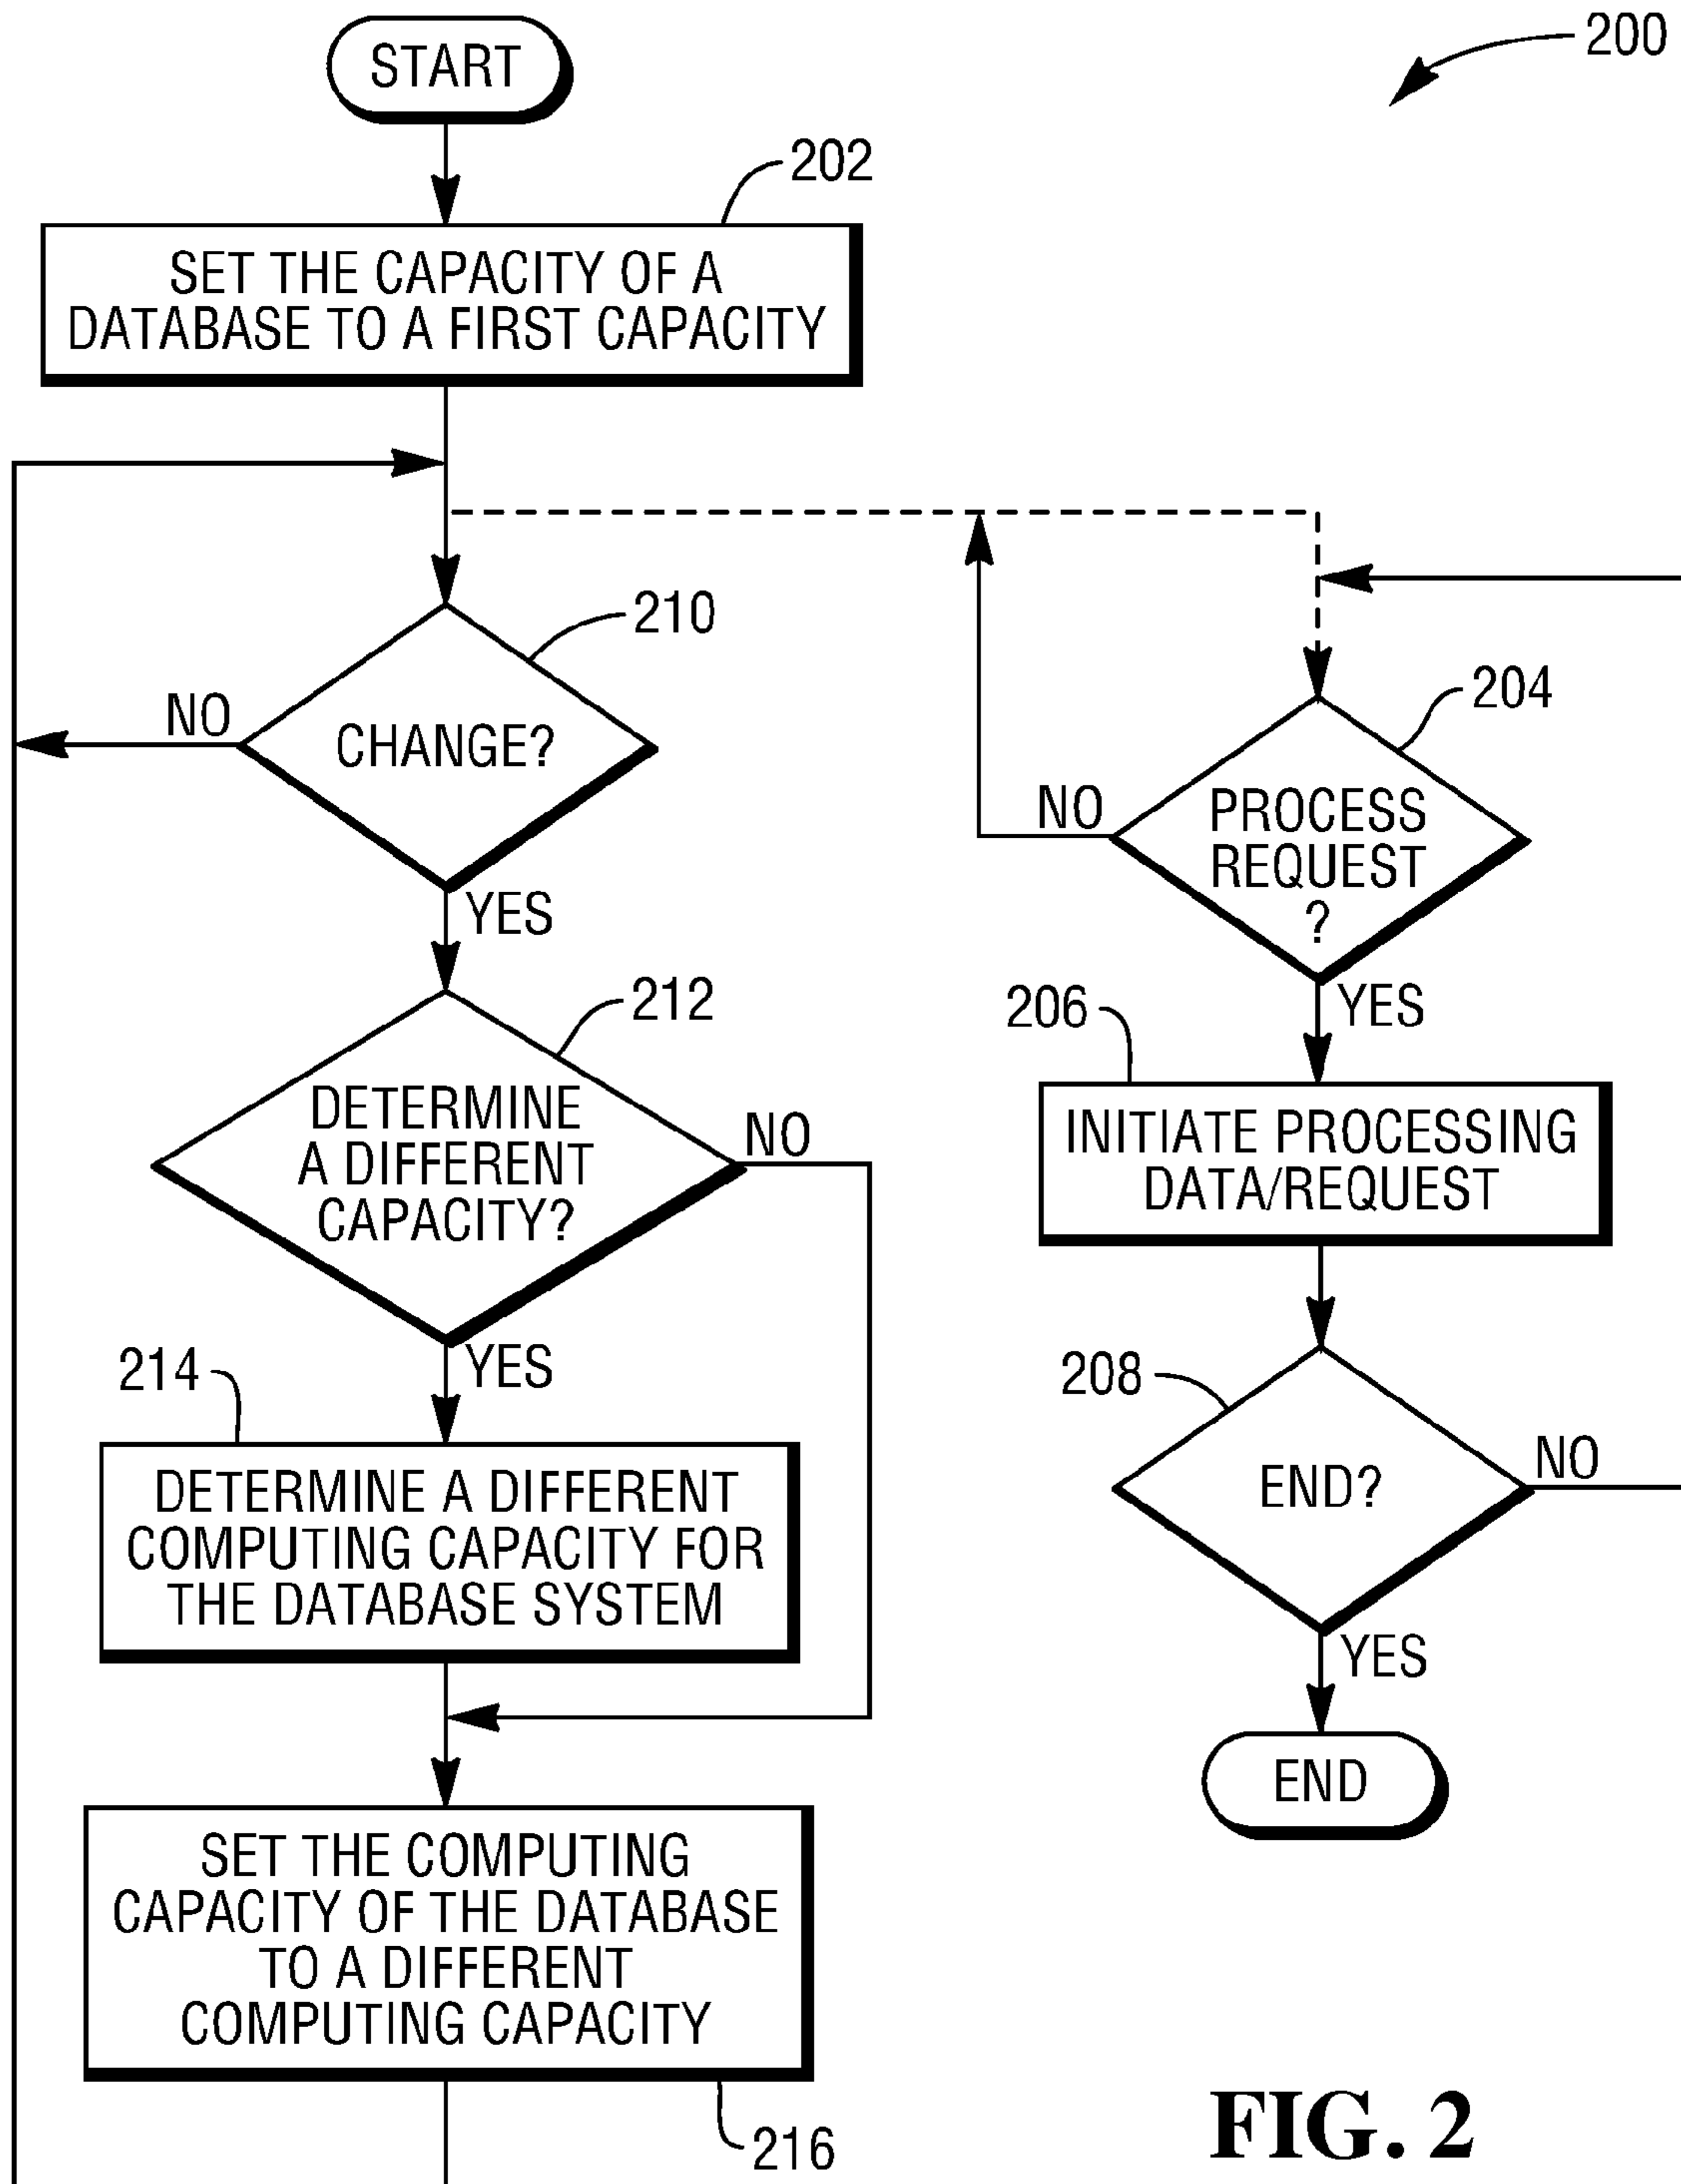 START
200
202
SET THE CAPACITY OF A
DATABASE TO A FIRST CAPACITY
210
CHANGE?
NO
YES
204
PROCESS
REQUEST
?
NO
YES
212
DETERMINE
A DIFFERENT
CAPACITY?
NO
YES
206
INITIATE PROCESSING
DATA/REQUEST
214
DETERMINE A DIFFERENT
COMPUTING CAPACITY FOR
THE DATABASE SYSTEM
208
END?
NO
YES
END
SET THE COMPUTING
CAPACITY OF THE DATABASE
TO A DIFFERENT
COMPUTING CAPACITY
216
FIG. 2